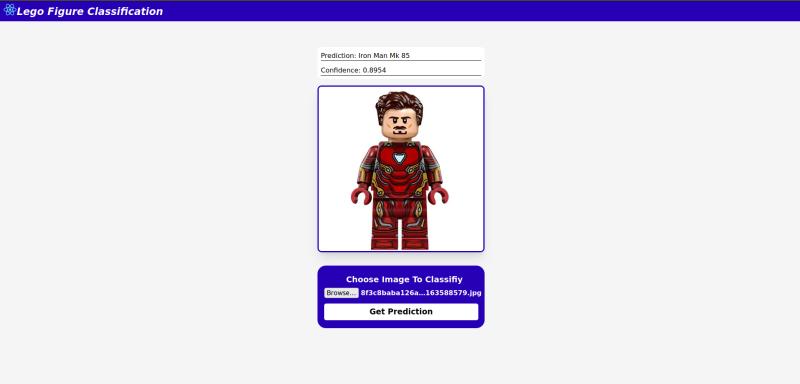 Lego Figure Classification
Prediction: Iron Man Mk 85
Confidence: 0.8954
Choose Image To Classifiy
Browse... 8f3c8baba126a...163588579.jpg
Get Prediction